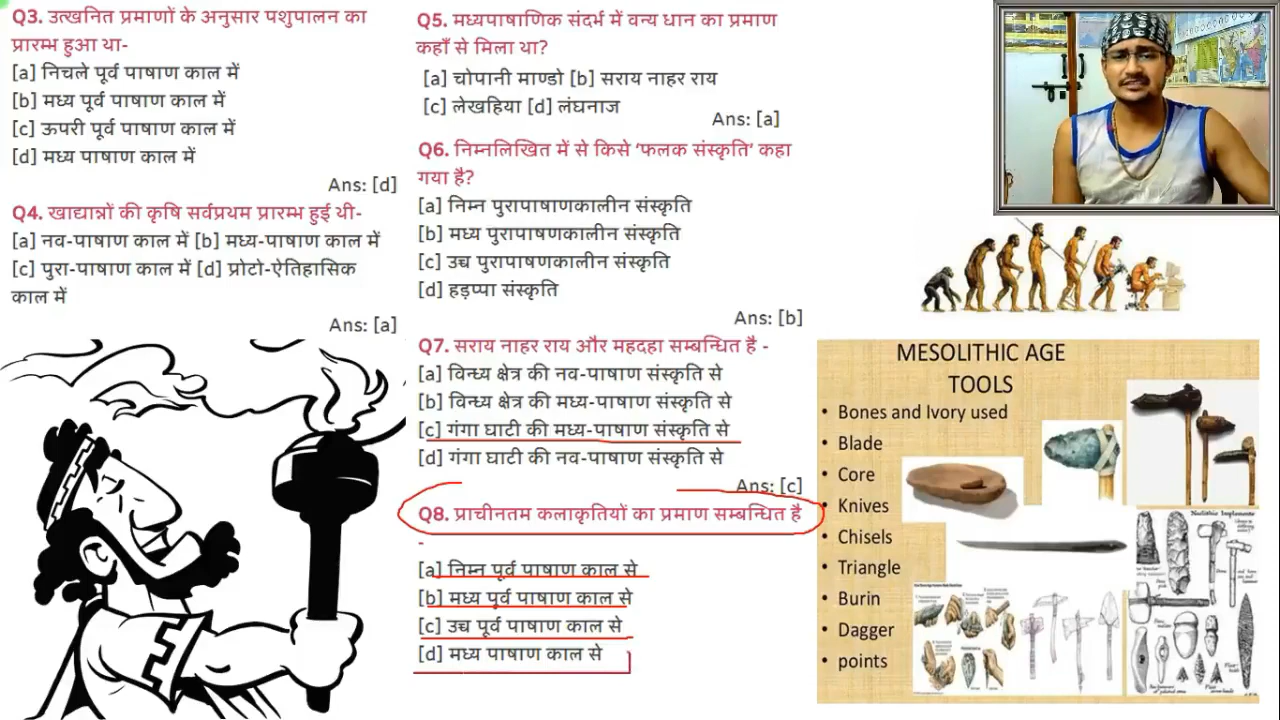 Q3. उत्खनित प्रमाणों के अनुसार पशुपालन का
प्रारम्भ हुआ था-
[a] निचले पूर्व पाषाण काल में
[b] मध्य पूर्व पाषाण काल में
[c] ऊपरी पूर्व पाषाण काल में
[d] मध्य पाषाण काल में
Ans: [d]
Q4. खाद्यान्नों की कृषि सर्वप्रथम प्रारम्भ हुई थी-
[a] नव-पाषाण काल में [b] मध्य-पाषाण काल में
[c] पुरा-पाषाण काल में [d] प्रोटो-ऐतिहासिक
काल में
Ans: [a]
Q5. मध्यपाषाणिक संदर्भ में वन्य धान का प्रमाण
कहाँ से मिला था?
[a] चोपानी माण्डो [b] सराय नाहर राय
[c] लेखहिया [d] लंघनाज
Ans: [a]
Q6. निम्नलिखित में से किसे ‘फलक संस्कृति’ कहा
गया है?
[a] निम्न पुरापाषाणकालीन संस्कृति
[b] मध्य पुरापाषणकालीन संस्कृति
[c] उच्च पुरापाषणकालीन संस्कृति
[d] हड़प्पा संस्कृति
Ans: [b]
Q7. सराय नाहर राय और महदहा सम्बन्धित है -
[a] विन्ध्य क्षेत्र की नव-पाषाण संस्कृति से
[b] विन्ध्य क्षेत्र की मध्य-पाषाण संस्कृति से
[c] गंगा घाटी की मध्य-पाषाण संस्कृति से
[d] गंगा घाटी की नव-पाषाण संस्कृति से
Ans: [c]
Q8. प्राचीनतम कलाकृतियों का प्रमाण सम्बन्धित है
-
[a] निम्न पूर्व पाषाण काल से
[b] मध्य पूर्व पाषाण काल से
[c] उच्च पूर्व पाषाण काल से
[d] मध्य पाषाण काल से
MESOLITHIC AGE
TOOLS
• Bones and Ivory used
• Blade
• Core
• Knives
• Chisels
• Triangle
• Burin
• Dagger
• points